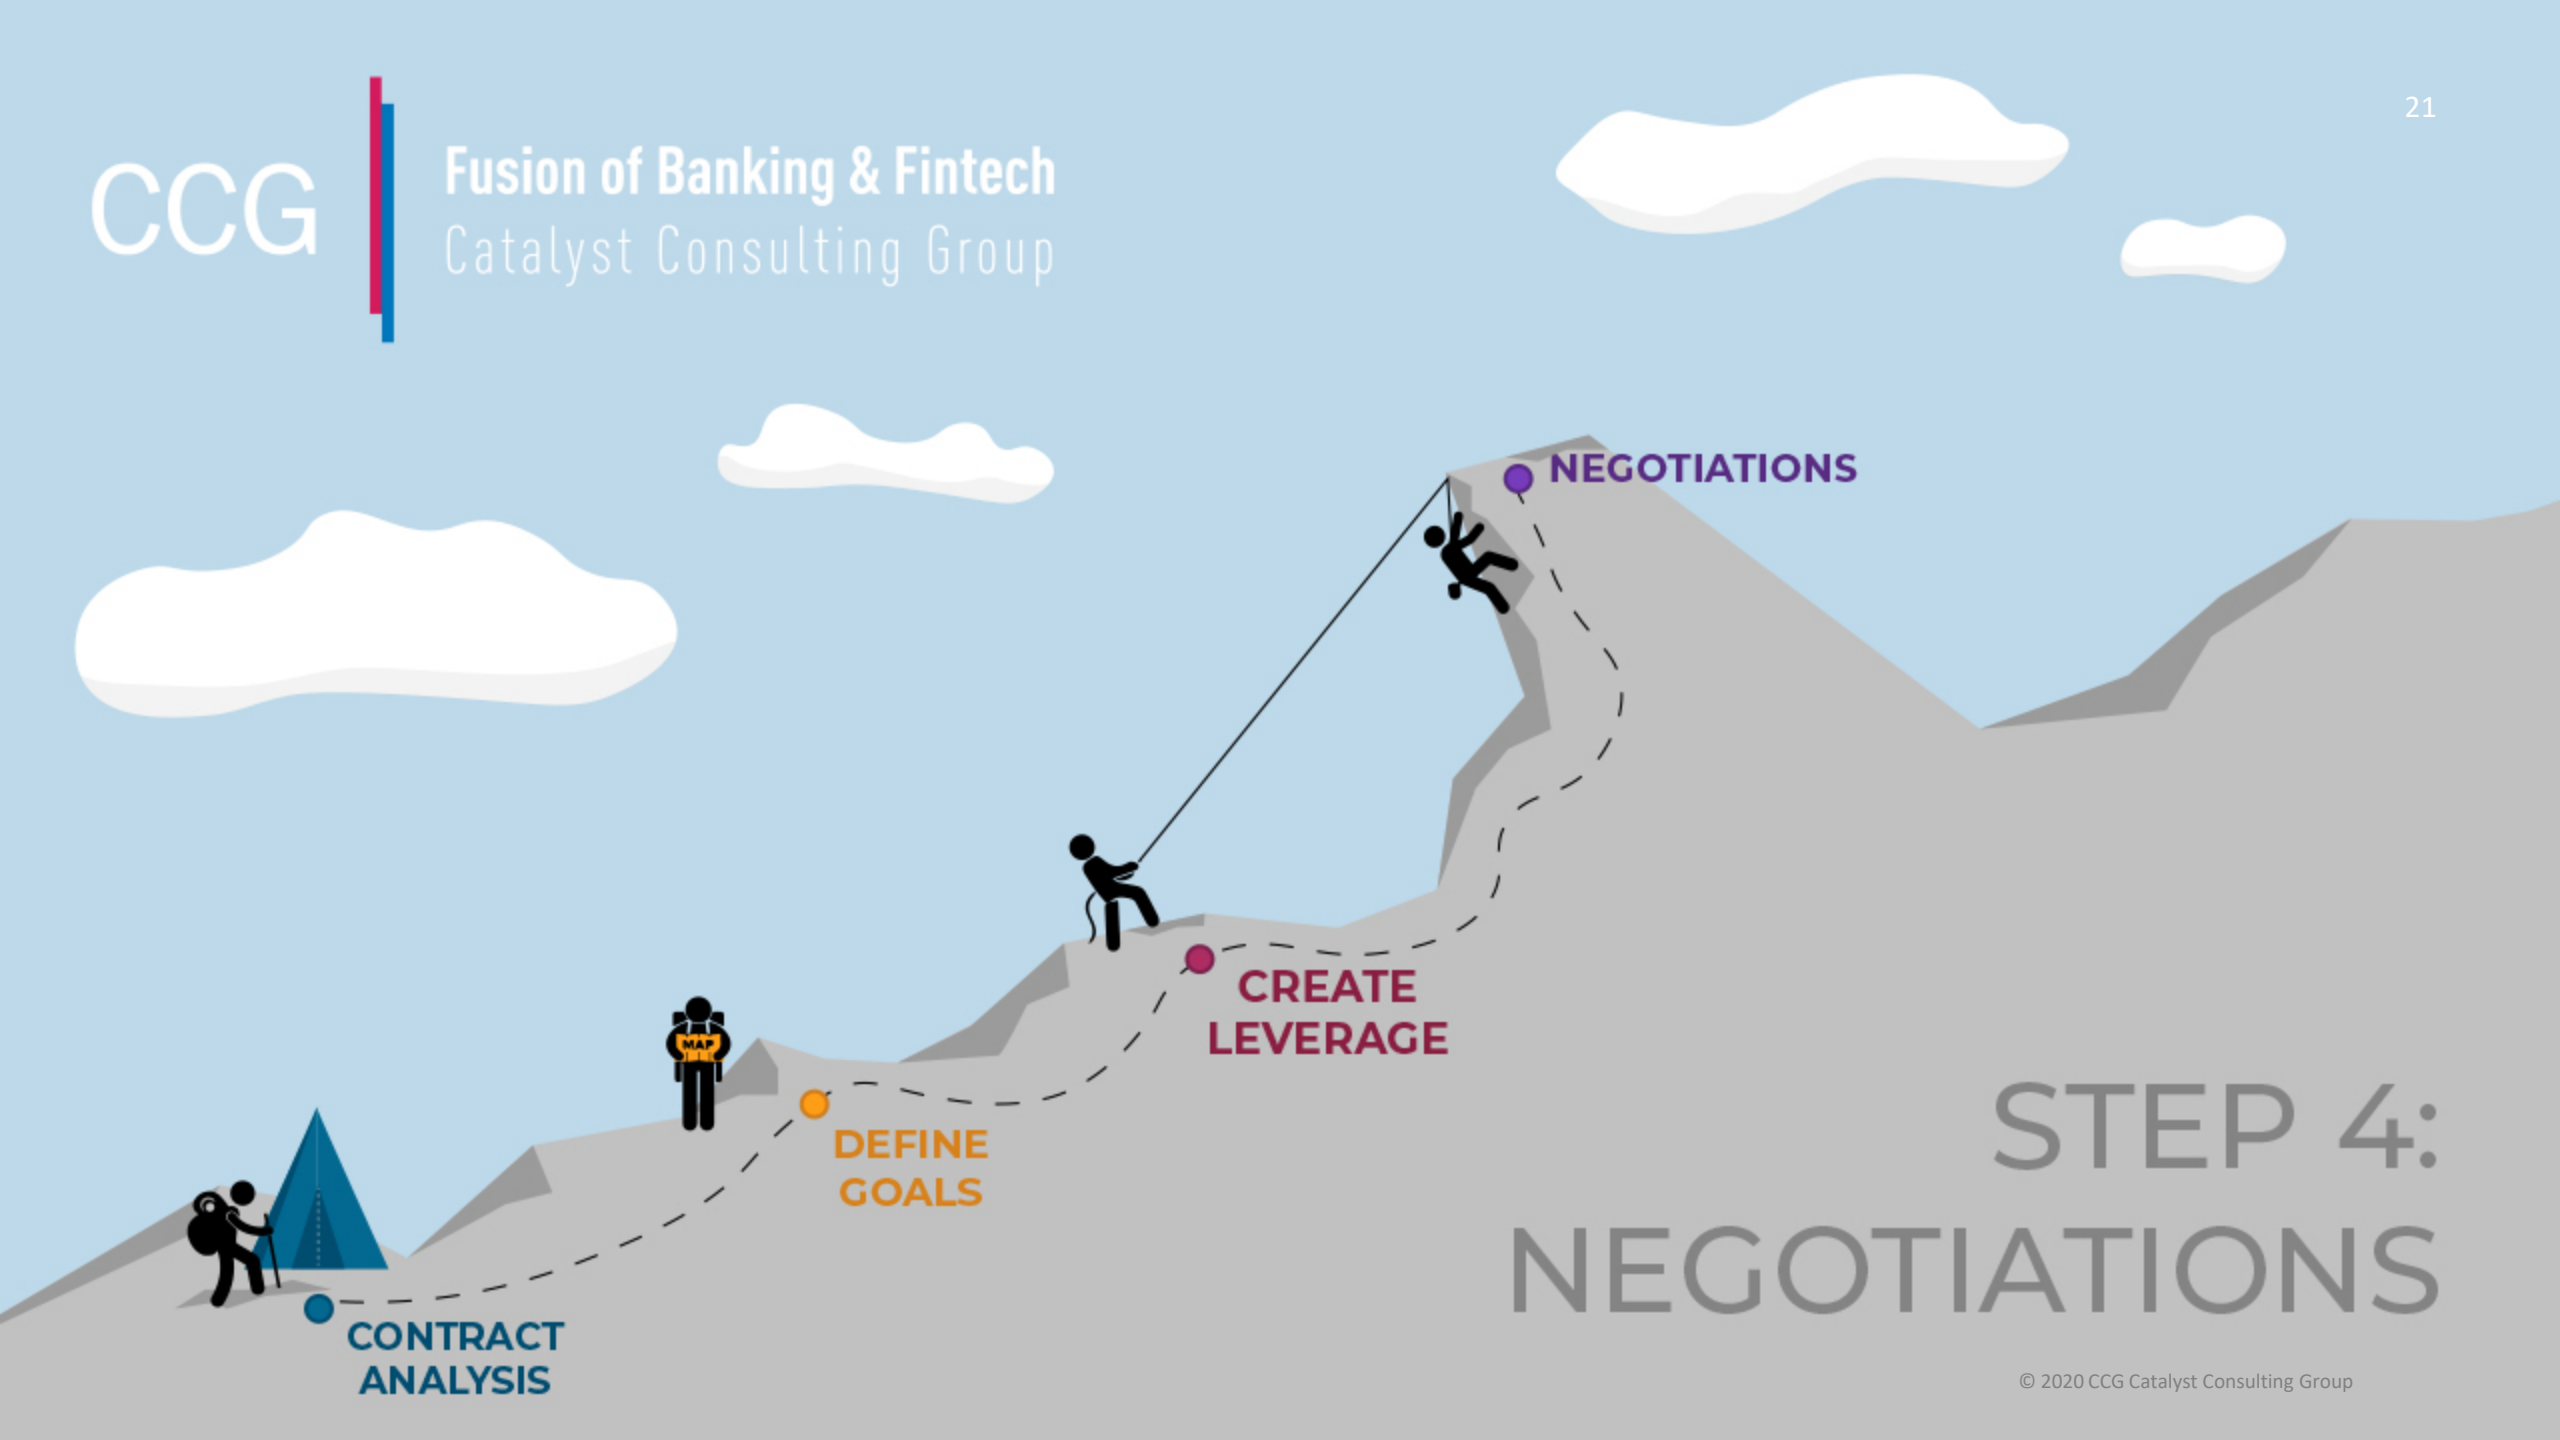 21
CCG
Fusion of Banking & Fintech
Catalyst Consulting Group
NEGOTIATIONS
CREATE
LEVERAGE
MAP
DEFINE
GOALS
CONTRACT
ANALYSIS
STEP 4:
NEGOTIATIONS
© 2020 CCG Catalyst Consulting Group